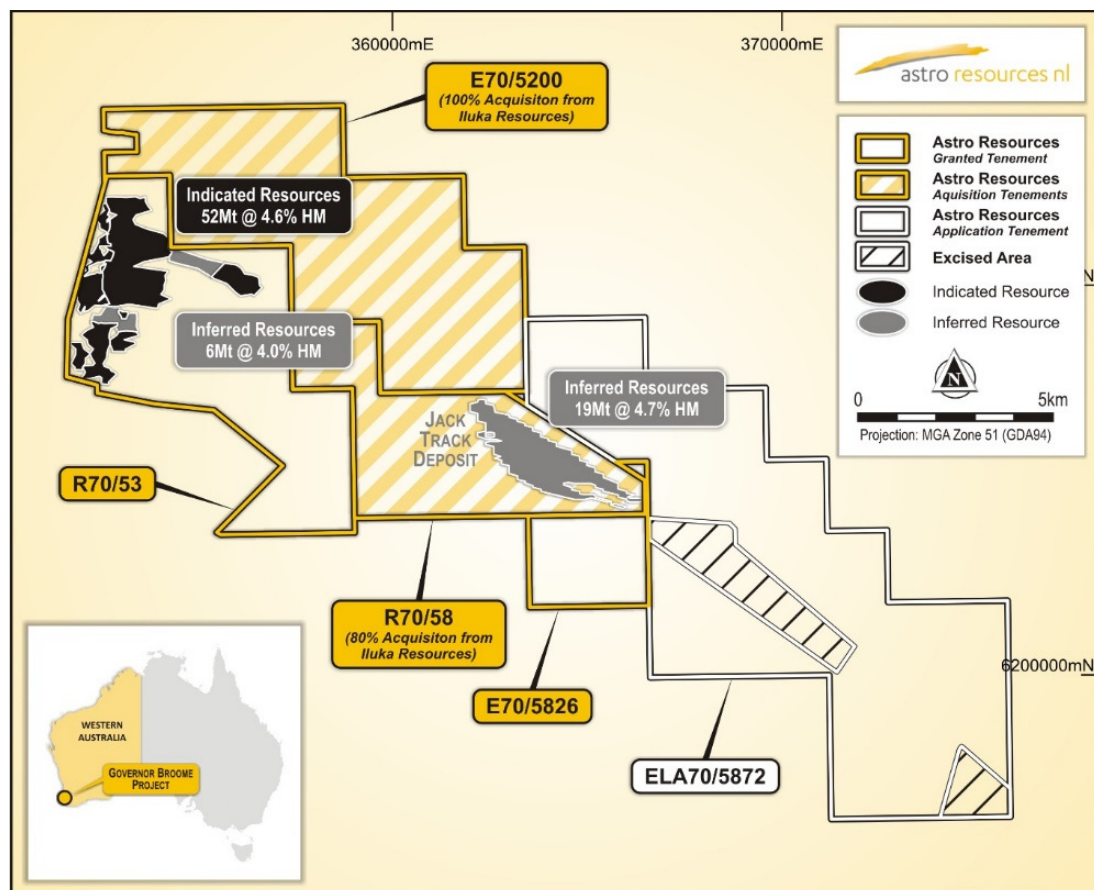 360000mE
370000mE
astro resources nl
E70/5200
(100% Acquisiton from
Iluka Resources)
Astro Resources
Granted Tenement
Astro Resources
Aquisition Tenements
Astro Resources
Application Tenement
Excised Area
Indicated Resource
Inferred Resource
N
0
5km
Projection: MGA Zone 51 (GDA94)
Indicated Resources
52Mt @ 4.6% HM
N
Inferred Resources
6Mt @ 4.0% HM
Inferred Resources
19Mt @ 4.7% HM
JACK
TRACK
DEPOSIT
R70/53
R70/58
(80% Acquisiton from
Iluka Resources)
E70/5826
6200000mN
ELA70/5872
WESTERN
AUSTRALIA
GOVERNOR BROOME
PROJECT